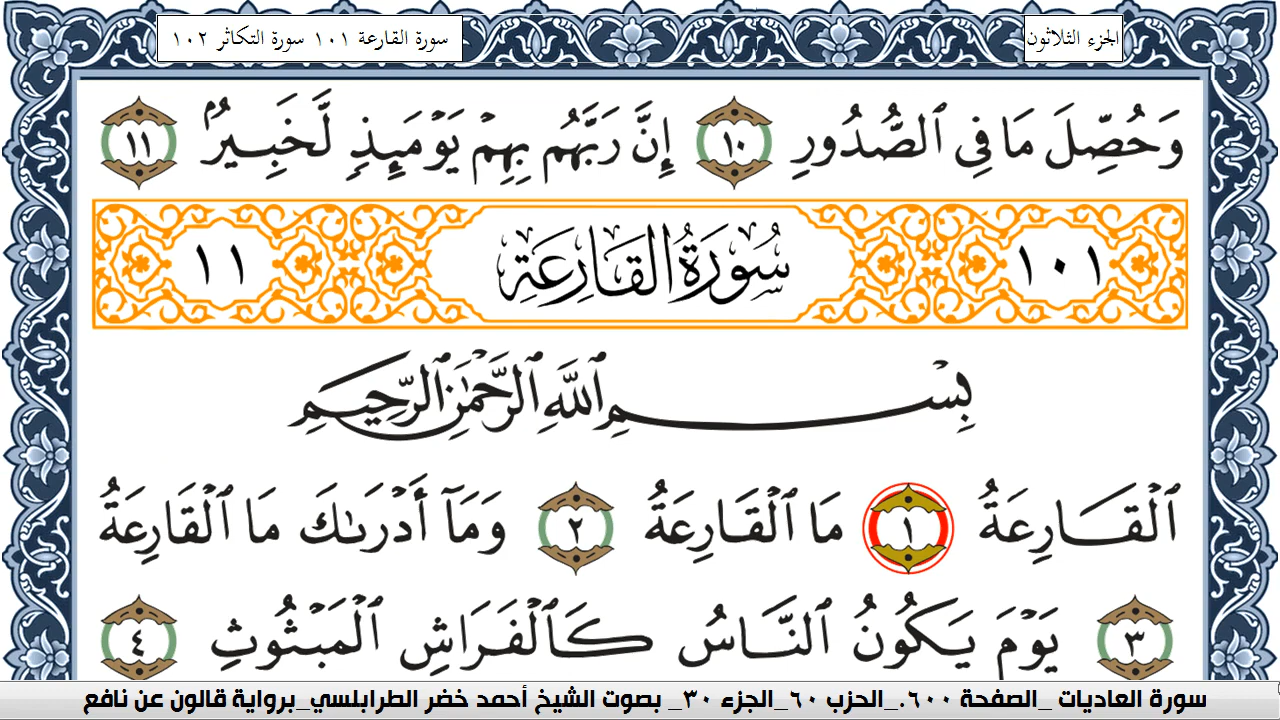 الجزء الثلاثون
سورة القارعة ١٠١ سورة التكاثر ١٠٢
وَحُصِّلَ مَا فِي ٱلصُّدُورِ ١٠ إِنَّ رَبَّهُم بِهِمْ يَوْمَئِذٍ لَّخَبِيرٌۢ ١١
١٠١ سُورَةُ القَارِعَةِ ١١
بِسْمِ ٱللَّهِ ٱلرَّحْمَٰنِ ٱلرَّحِيمِ
ٱلْقَارِعَةُ ١ مَا ٱلْقَارِعَةُ ٢ وَمَآ أَدْرَىٰكَ مَا ٱلْقَارِعَةُ
٣ يَوْمَ يَكُونُ ٱلنَّاسُ كَٱلْفَرَاشِ ٱلْمَبْثُوثِ ٤
سورة العاديات _الصفحة ٦٠٠._الحزب ٦٠_الجزء ٣٠_ بصوت الشيخ أحمد خضر الطرابلسي_برواية قالون عن نافع